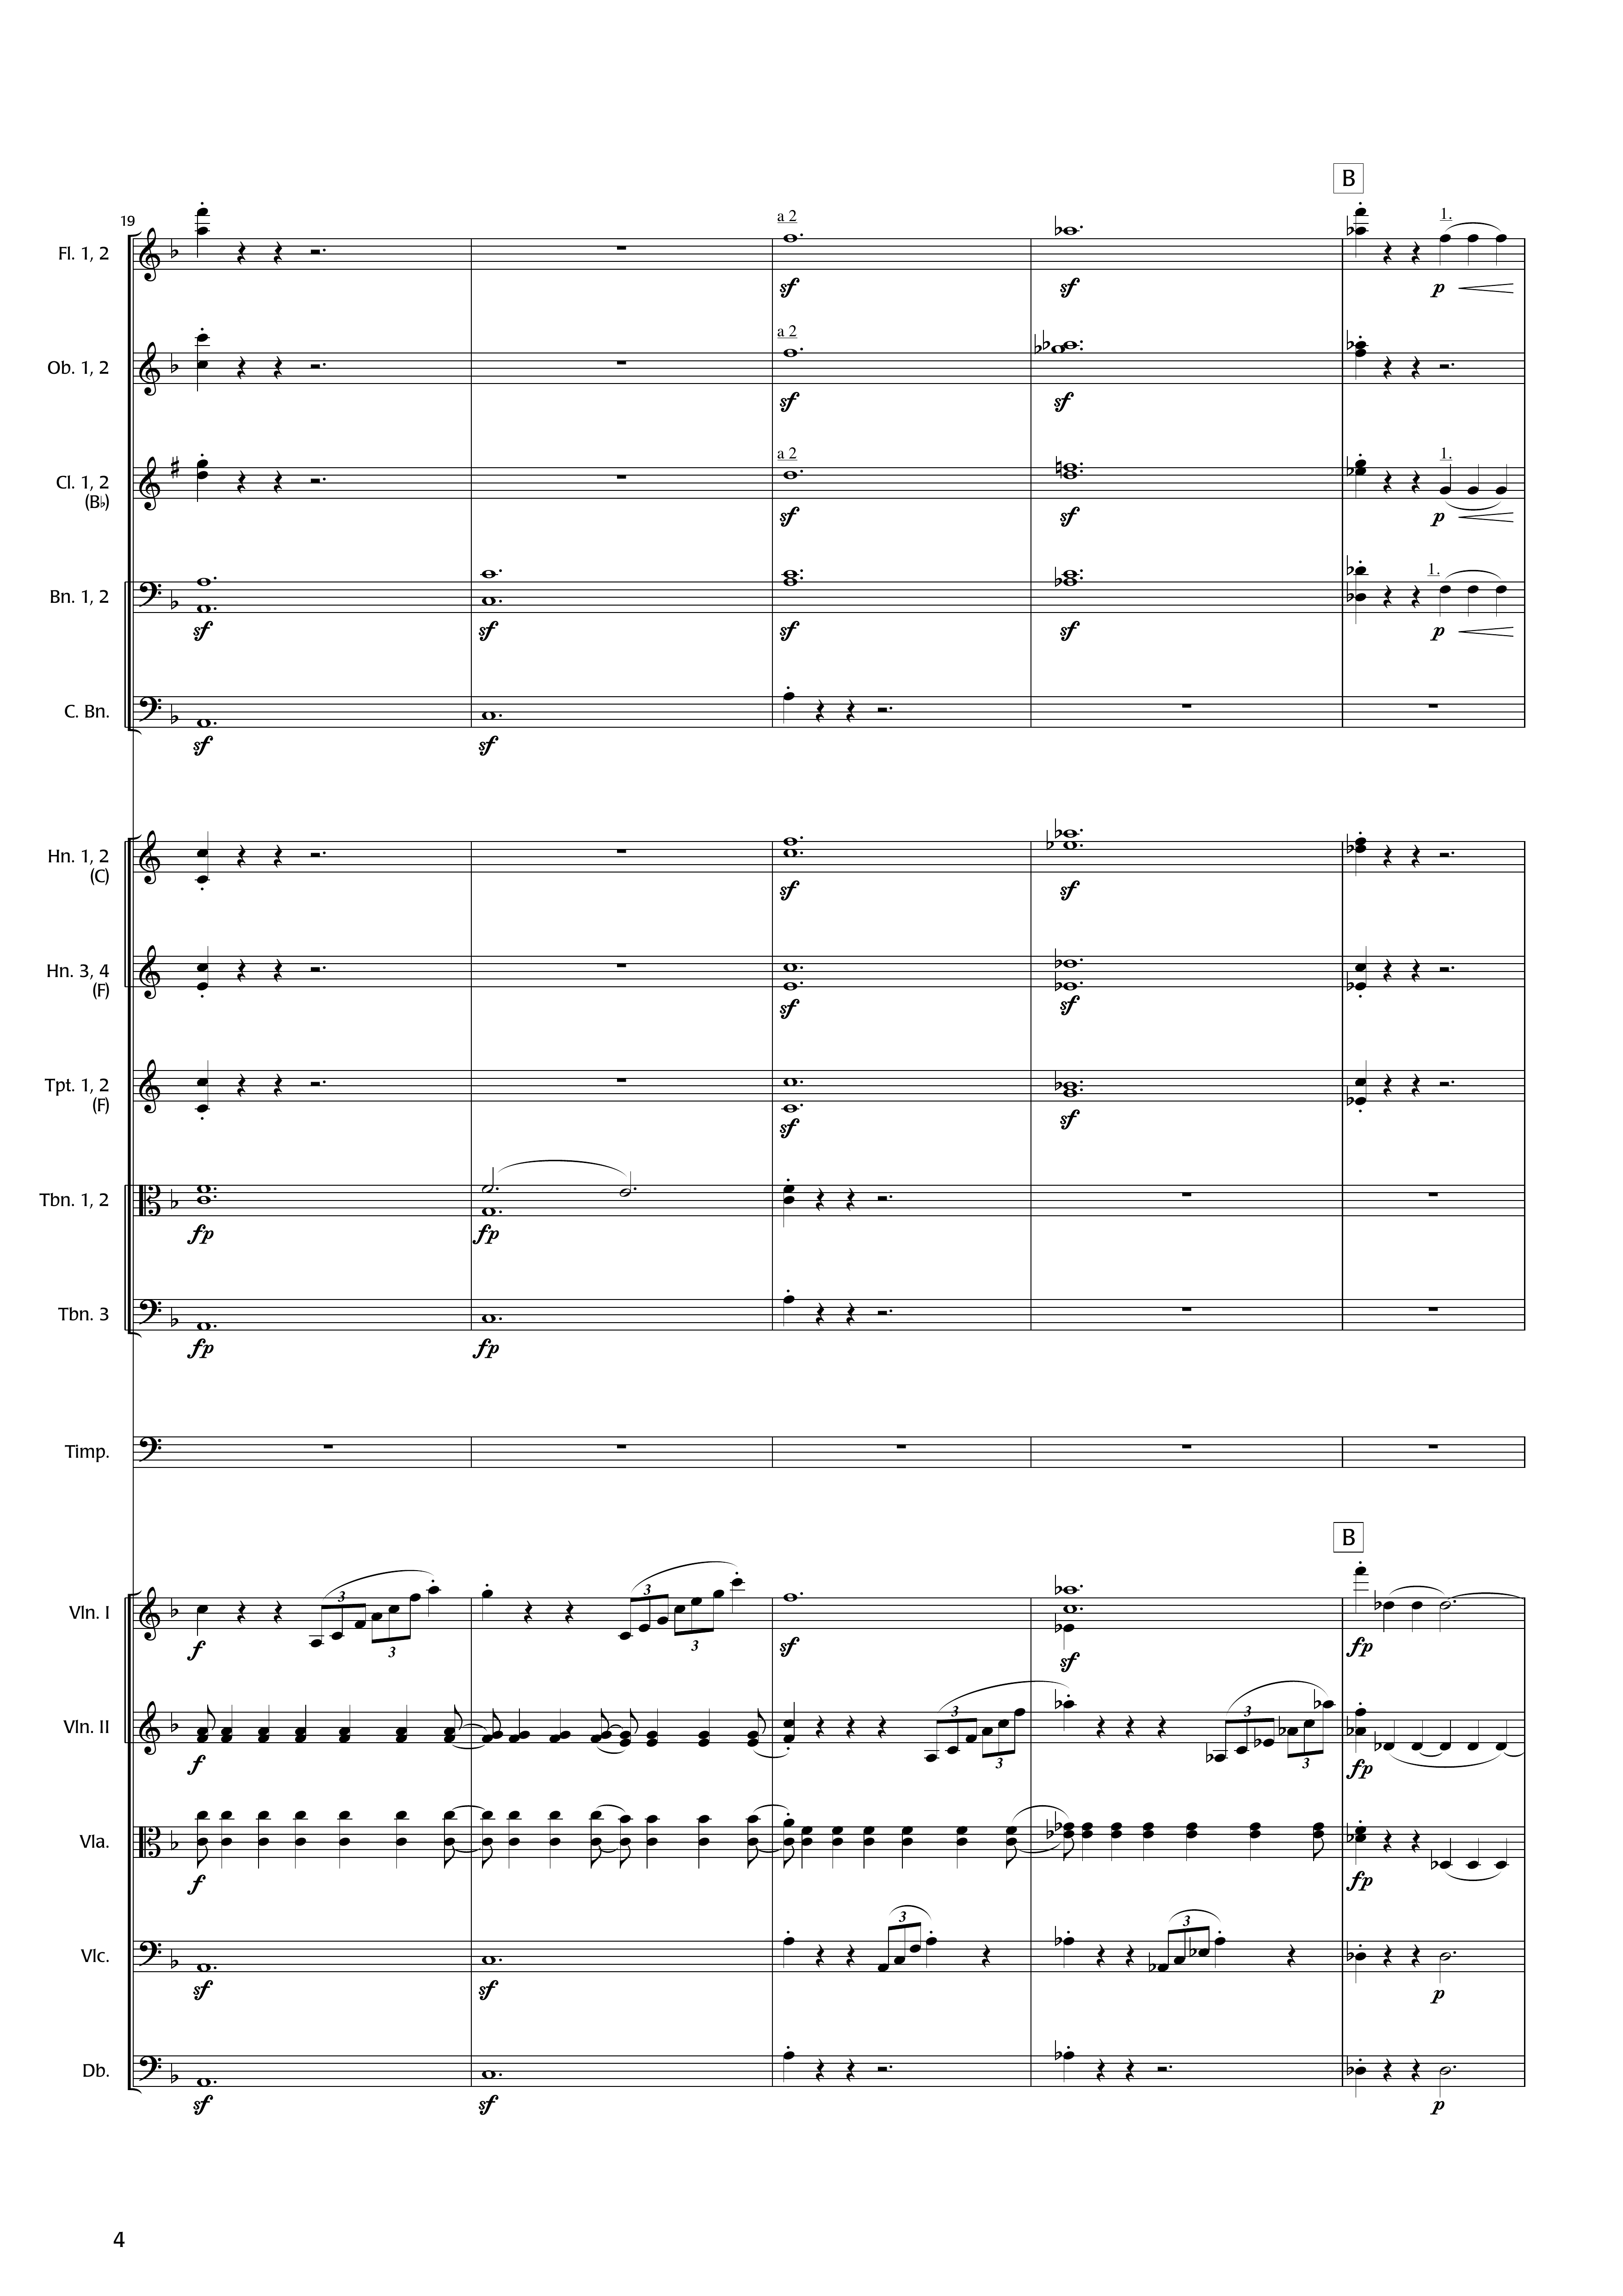 B
19
Fl. 1, 2
a 2
1.
sf
sf
p
Ob. 1, 2
a 2
sf
sf
Cl. 1, 2
(B♭)
a 2
1.
sf
sf
p
Bn. 1, 2
1.
sf
sf
sf
sf
p
C. Bn.
sf
sf
Hn. 1, 2
(C)
sf
sf
Hn. 3, 4
(F)
sf
sf
Tpt. 1, 2
(F)
sf
sf
Tbn. 1, 2
fp
fp
Tbn. 3
fp
fp
Timp.
B
Vln. I
3
3
3
3
f
sf
sf
fp
Vln. II
3
3
3
3
f
fp
Vla.
f
fp
Vlc.
3
3
sf
sf
p
Db.
sf
sf
p
4